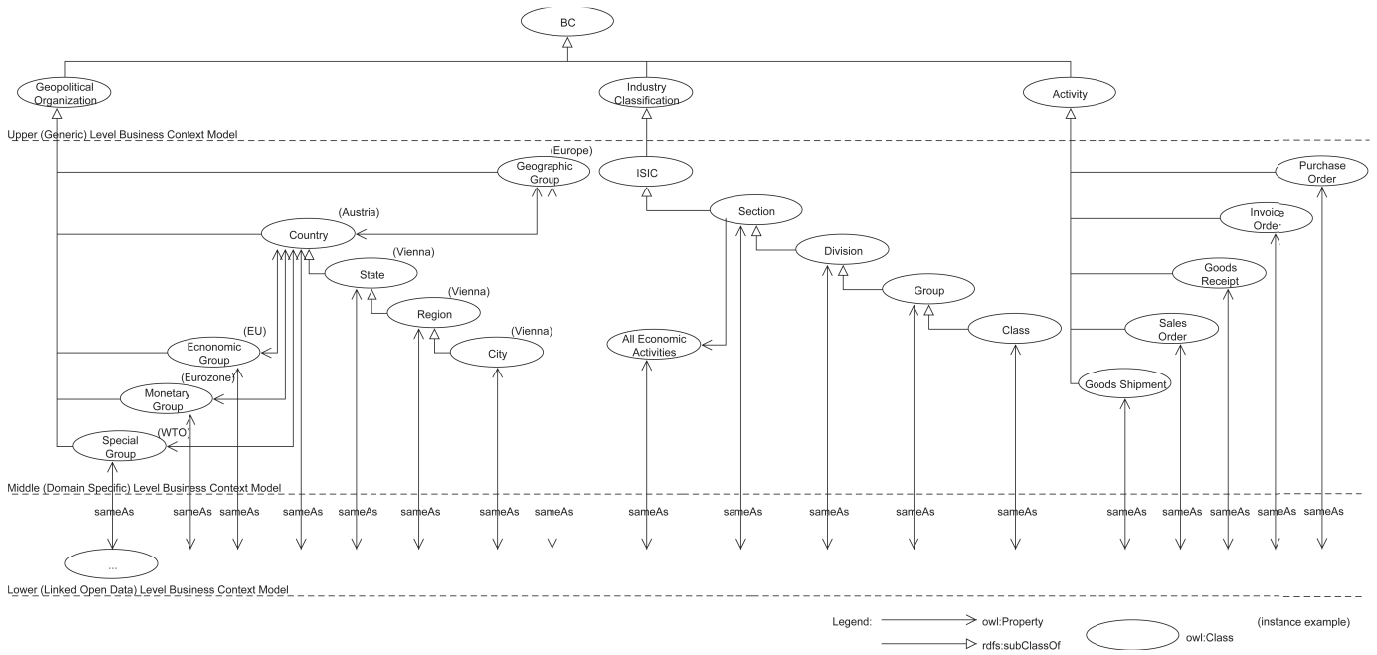 BC
Geopolitical
Organization
Industry
Classification
Activity
Upper (Generic) Level Business Context Model
(Europe)
Geographic
Group
ISIC
Purchase
Order
Section
Invoice
Order
(Austria)
Country
Division
(Vienna)
State
Goods
Receipt
(Vienna)
Region
Group
(Vienna)
City
Class
Sales
Order
(EU)
Ecnonomic
Group
All Economic
Activities
(Eurozone)
Monetary
Group
Goods Shipment
(WTO)
Special
Group
Middle (Domain Specific) Level Business Context Model
sameAs sameAs sameAs sameAs sameAs sameAs sameAs sameAs sameAs sameAs sameAs sameAs sameAs sameAs sameAs sameAs sameAs sameAs
...
Lower (Linked Open Data) Level Business Context Model
Legend: owl:Property
rdfs:subClassOf
owl:Class
(instance example)